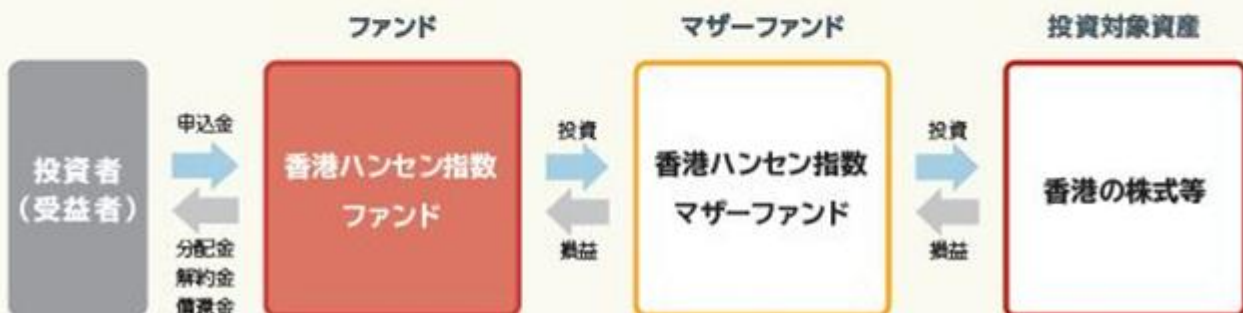 ファンド
マザーファンド
投資対象資産
投資者
（受益者）
申込金
分配金
解約金
償還金
香港ハンセン指数
ファンド
投資
損益
香港ハンセン指数
マザーファンド
投資
損益
香港の株式等